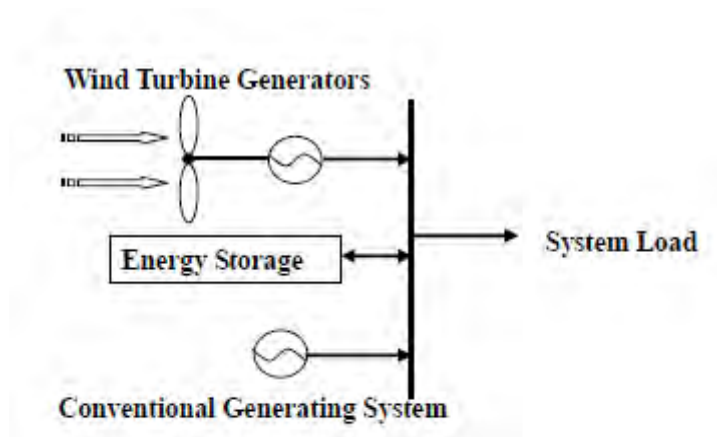 Wind Turbine Generators
Energy Storage
System Load
Conventional Generating System